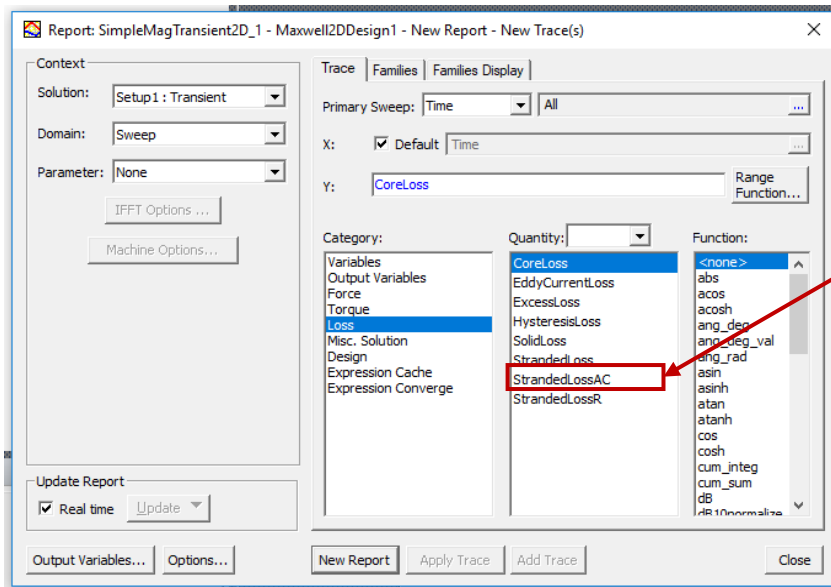 Report: SimpleMagTransient2D_1 - Maxwell2DDesign1 - New Report - New Trace(s)
Context
Solution: Setup1 : Transient
Domain: Sweep
Parameter: None
IFFT Options ...
Machine Options...
Update Report
Real time Update
Output Variables... Options...
Trace Families Families Display
Primary Sweep: Time All ...
X: Default Time ...
Y: CoreLoss Range Function...
Category:
Variables
Output Variables
Force
Torque
Loss
Misc. Solution
Design
Expression Cache
Expression Converge
Quantity:
CoreLoss
EddyCurrentLoss
ExcessLoss
HysteresisLoss
SolidLoss
StrandedLoss
StrandedLossAC
StrandedLossR
Function:
<none>
abs
acos
acosh
ang_deg
ang_deg_val
ang_rad
asin
asinh
atan
atanh
cos
cosh
cum_integ
cum_sum
dB
dB10normalize
New Report Apply Trace Add Trace Close